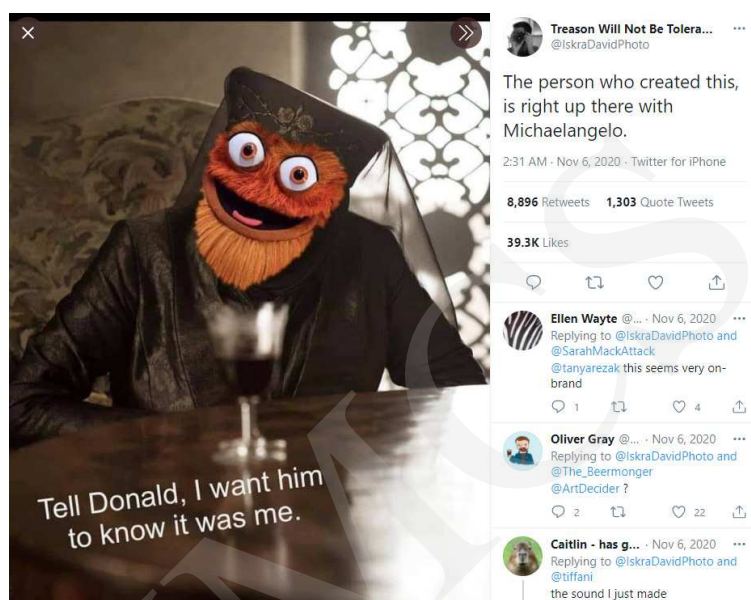 Tell Donald, I want him
to know it was me.
Treason Will Not Be Tolera...
@IskraDavidPhoto
The person who created this,
is right up there with
Michaelangelo.
2:31 AM · Nov 6, 2020 · Twitter for iPhone
8,896 Retweets 1,303 Quote Tweets
39.3K Likes
Ellen Wayte @... · Nov 6, 2020
Replying to @IskraDavidPhoto and
@SarahMackAttack
@tanyarezak this seems very on-
brand
1 4
Oliver Gray @... · Nov 6, 2020
Replying to @IskraDavidPhoto and
@The_Beermonger
@ArtDecider ?
2 22
Caitlin - has g... · Nov 6, 2020
Replying to @IskraDavidPhoto and
@tiffani
the sound I just made